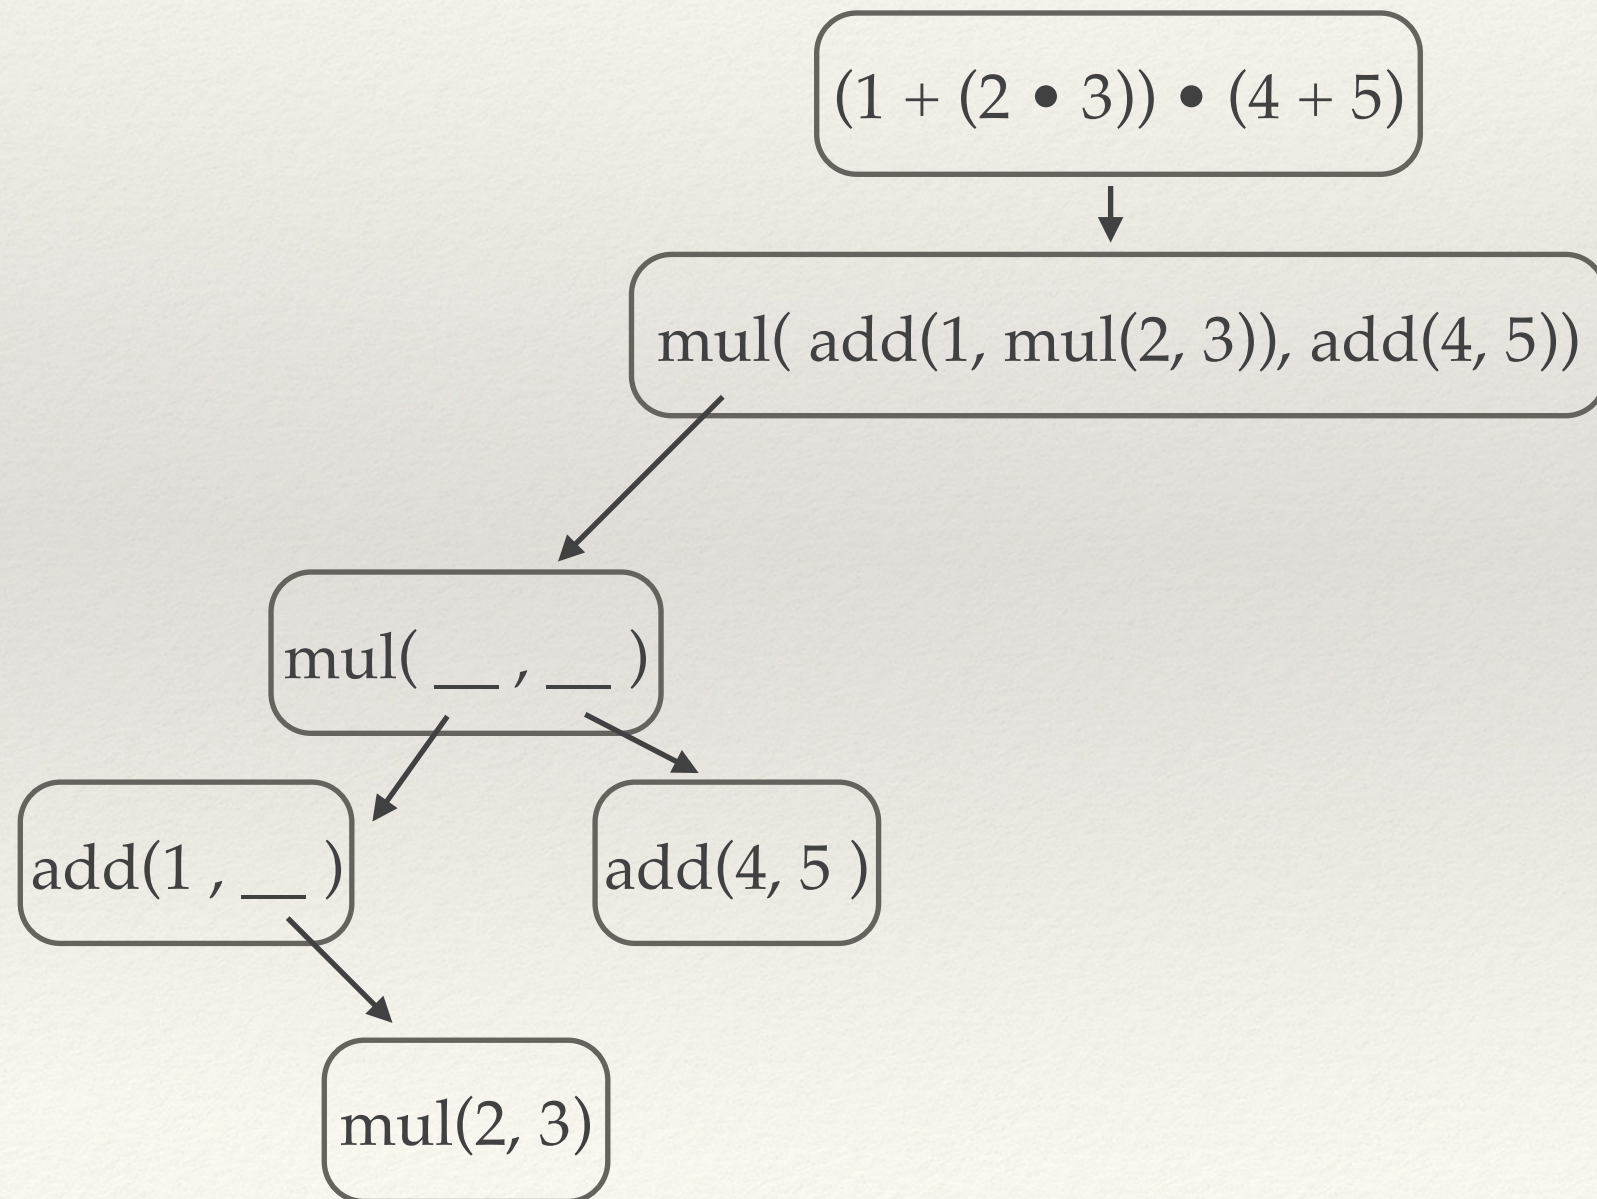 (1 + (2 • 3)) • (4 + 5)
mul( add(1, mul(2, 3)), add(4, 5))
mul( __ , __ )
add(1 , __ )
add(4, 5 )
mul(2, 3)